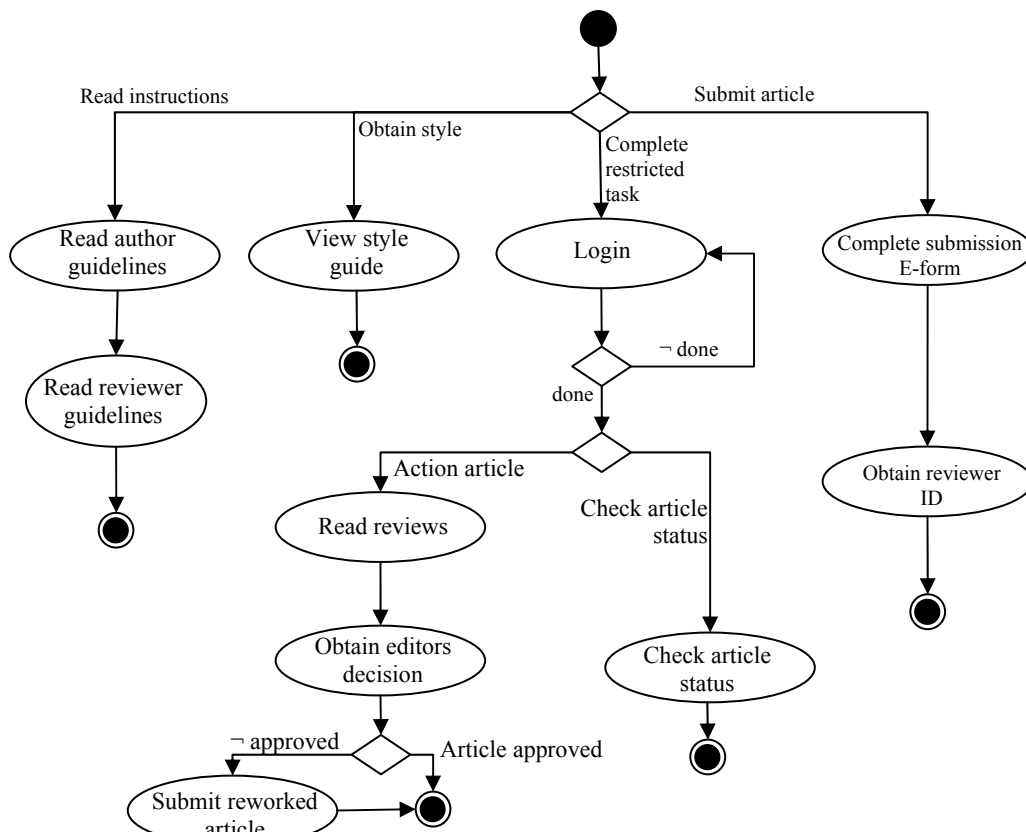 Read instructions
Submit article
Obtain style
Complete
restricted
task
Read author
guidelines
View style
guide
Login
Complete submission
E-form
¬ done
done
Read reviewer
guidelines
Action article
Check article
status
Obtain reviewer
ID
Read reviews
Obtain editors
decision
Check article
status
¬ approved
Article approved
Submit reworked
article